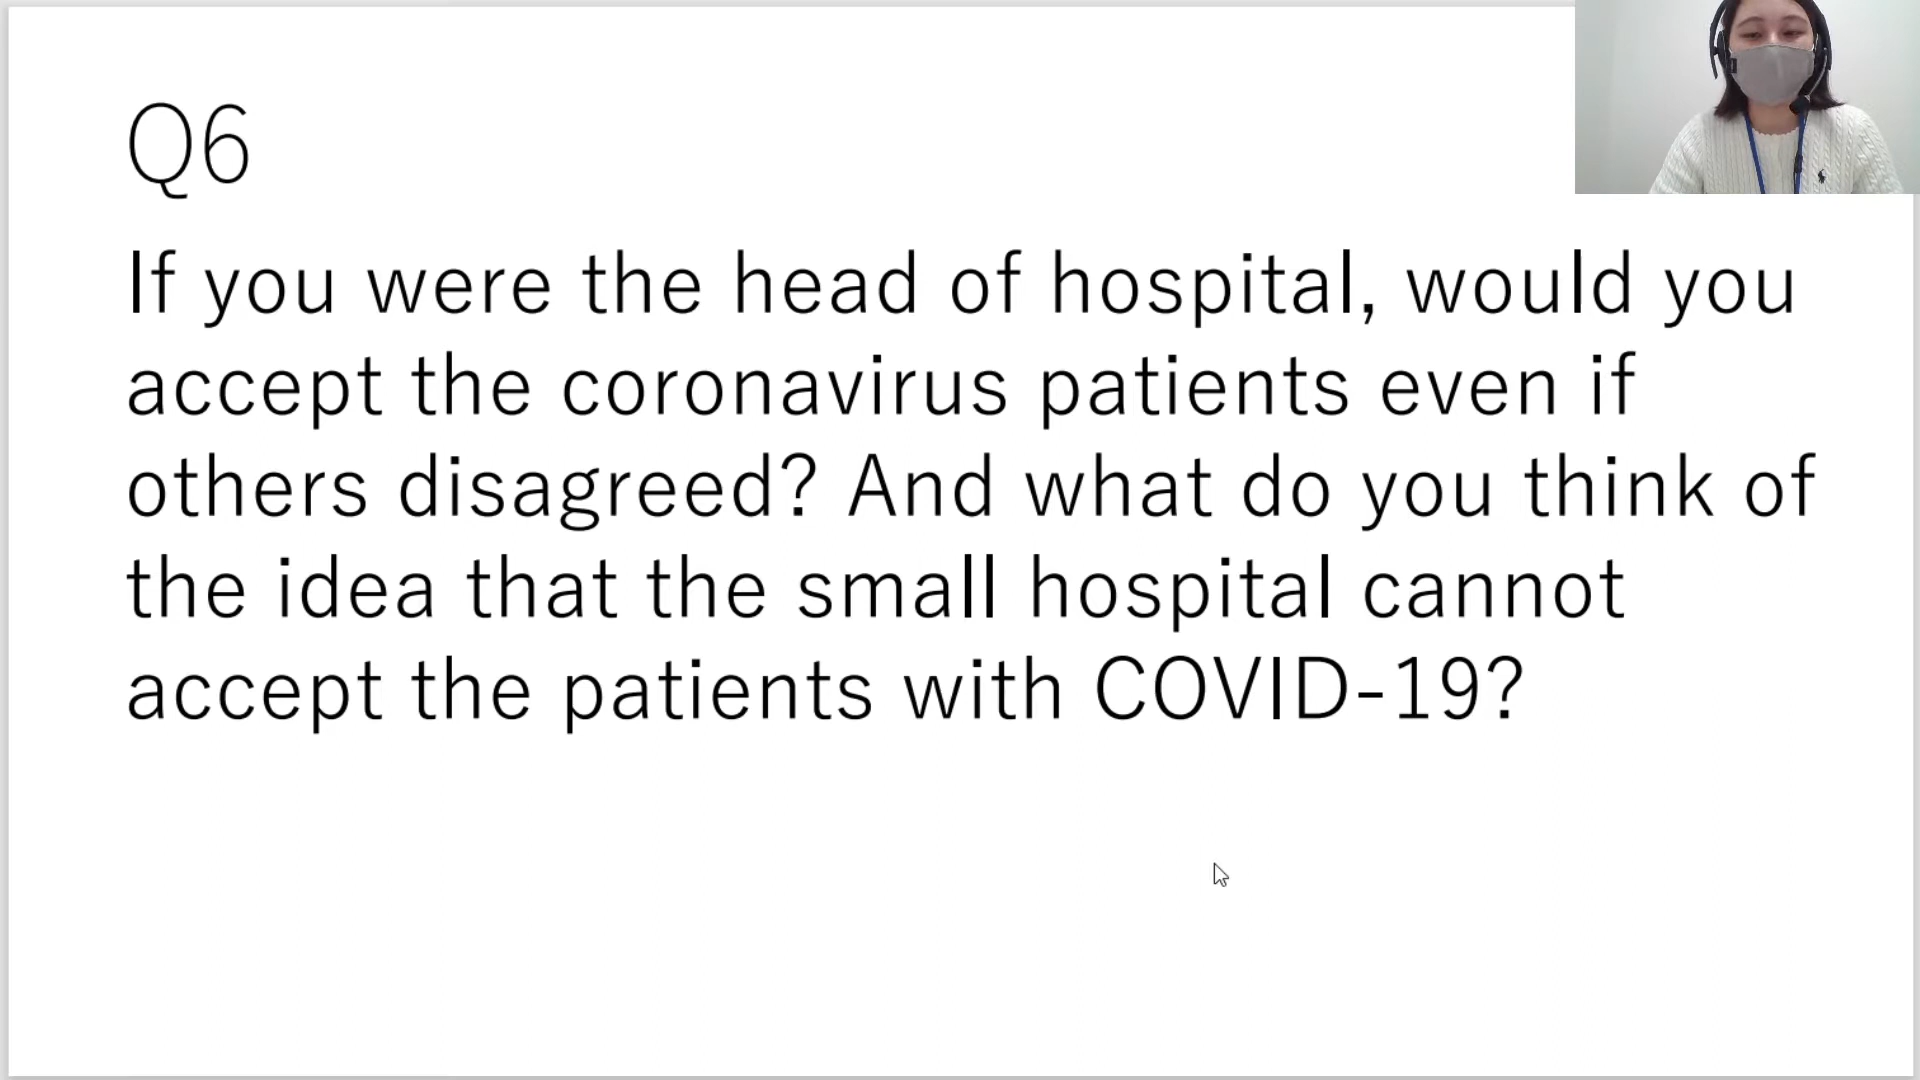 Q6
If you were the head of hospital, would you
accept the coronavirus patients even if
others disagreed? And what do you think of
the idea that the small hospital cannot
accept the patients with COVID-19?